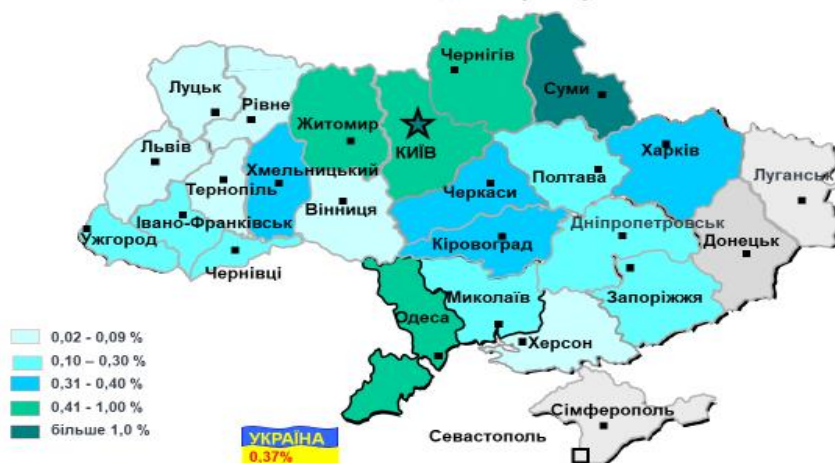 Чернігів
Суми
Луцьк
Рівне
Житомир
КИЇВ
Львів
Хмельницький
Харків
Тернопіль
Черкаси
Полтава
Луганськ
Вінниця
Івано-Франківськ
Ужгород
Дніпропетровськ
Кіровоград
Донецьк
Чернівці
Миколаїв
Запоріжжя
Одеса
Херсон
0,02 - 0,09 %
0,10 – 0,30 %
0,31 - 0,40 %
0,41 - 1,00 %
більше 1,0 %
Сімферополь
Севастополь
УКРАЇНА
0,37%